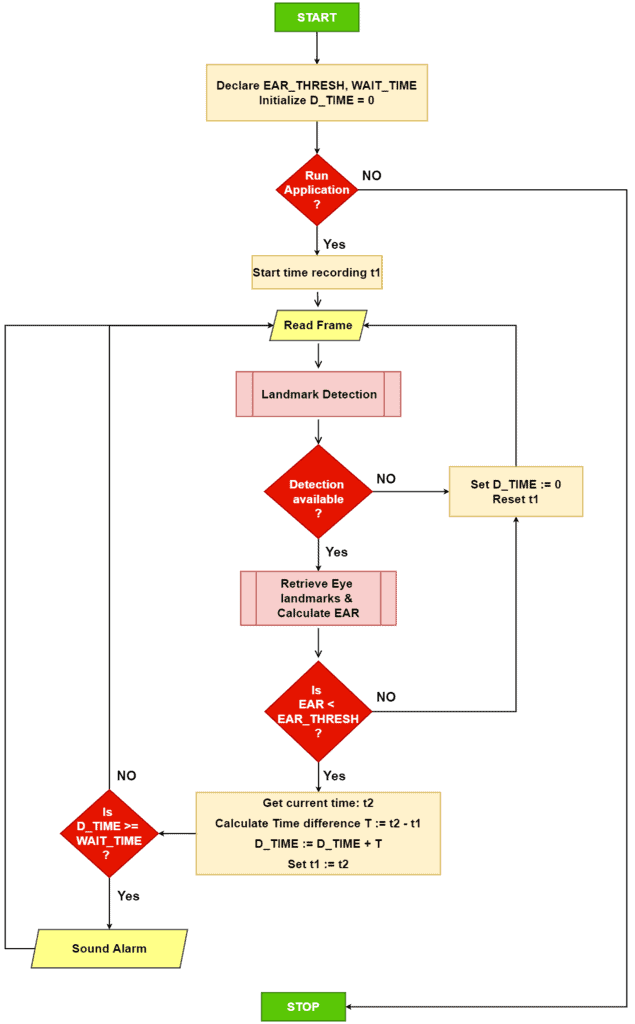 START
Declare EAR_THRESH, WAIT_TIME
Initialize D_TIME = 0
Run
Application
?
NO
Yes
Start time recording t1
Read Frame
Landmark Detection
Detection
available
?
NO
Set D_TIME := 0
Reset t1
Yes
Retrieve Eye
landmarks &
Calculate EAR
Is
EAR <
EAR_THRESH
?
NO
Yes
Get current time: t2
Calculate Time difference T := t2 - t1
D_TIME := D_TIME + T
Set t1 := t2
NO
Is
D_TIME >=
WAIT_TIME
?
Yes
Sound Alarm
STOP